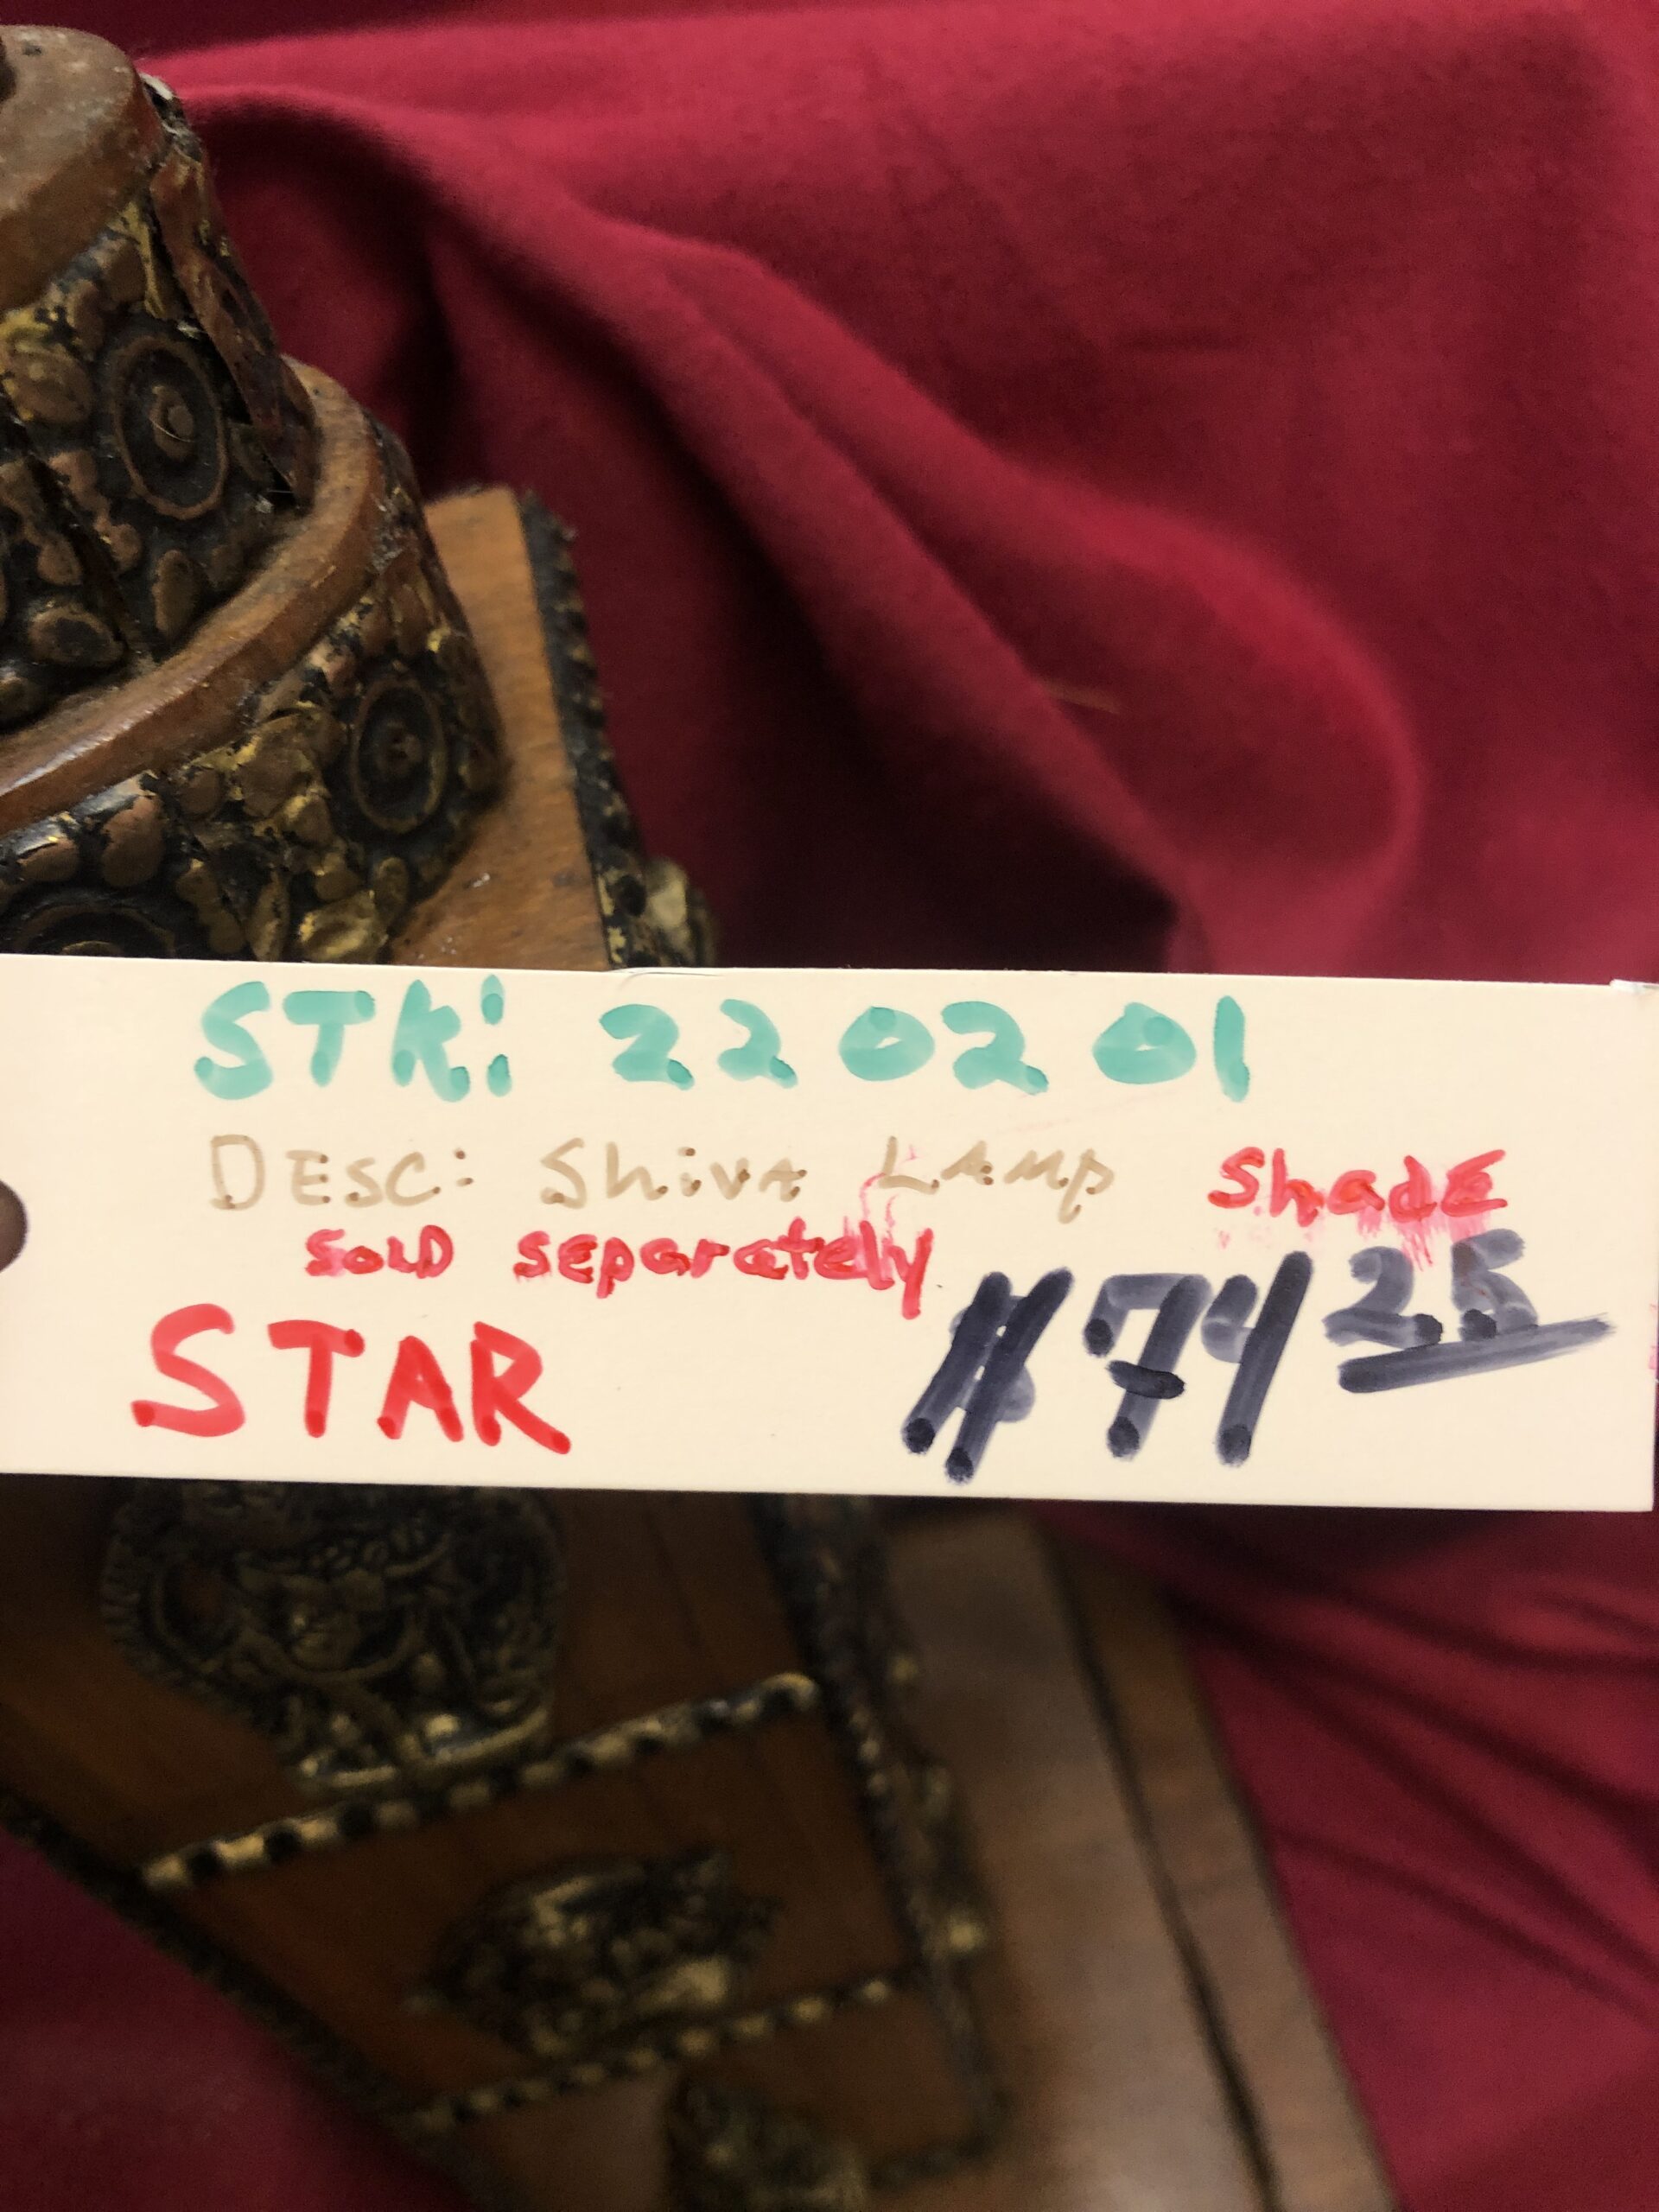 STK: 220201
DESC: Shiva LAMP Shade
SOLD SEparately
STAR $74 25